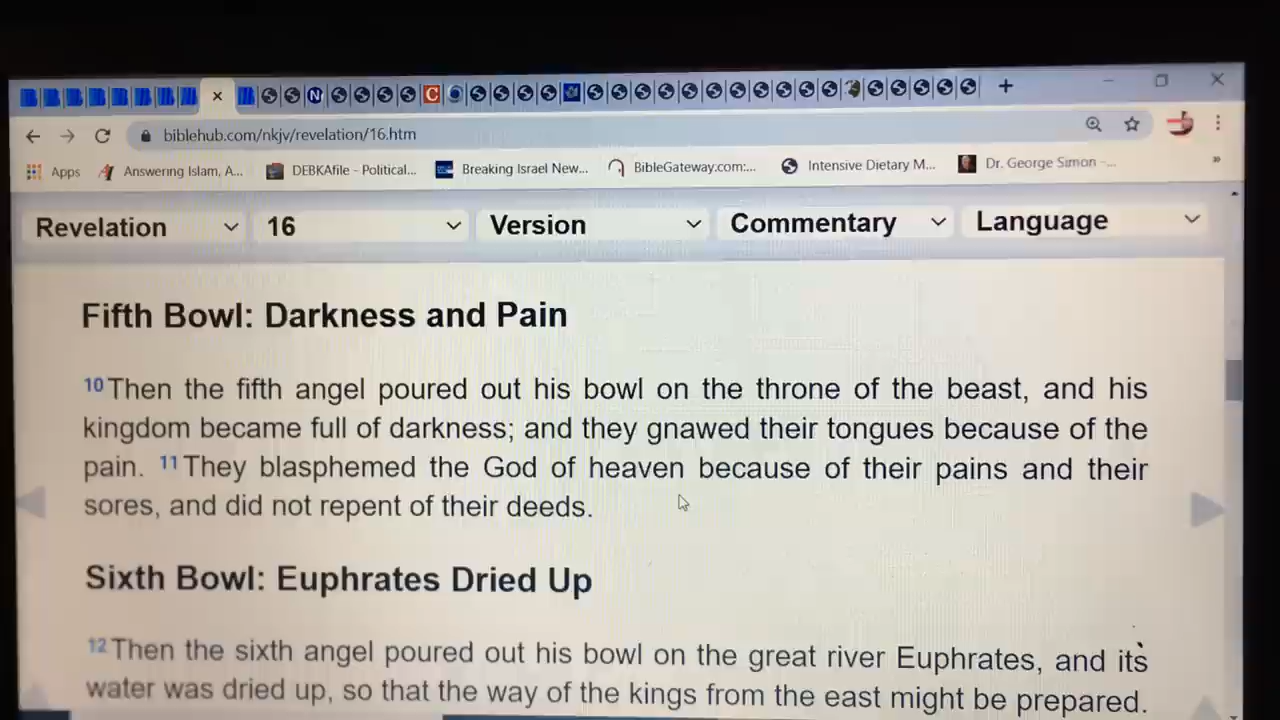 biblehub.com/nkjv/revelation/16.htm
Apps Answering Islam, A... DEBKAfile - Political... Breaking Israel New... BibleGateway.com:... Intensive Dietary M... Dr. George Simon -... »
Revelation 16 Version Commentary Language
Fifth Bowl: Darkness and Pain
10 Then the fifth angel poured out his bowl on the throne of the beast, and his
kingdom became full of darkness; and they gnawed their tongues because of the
pain. 11 They blasphemed the God of heaven because of their pains and their
sores, and did not repent of their deeds.
Sixth Bowl: Euphrates Dried Up
12 Then the sixth angel poured out his bowl on the great river Euphrates, and its
water was dried up, so that the way of the kings from the east might be prepared.